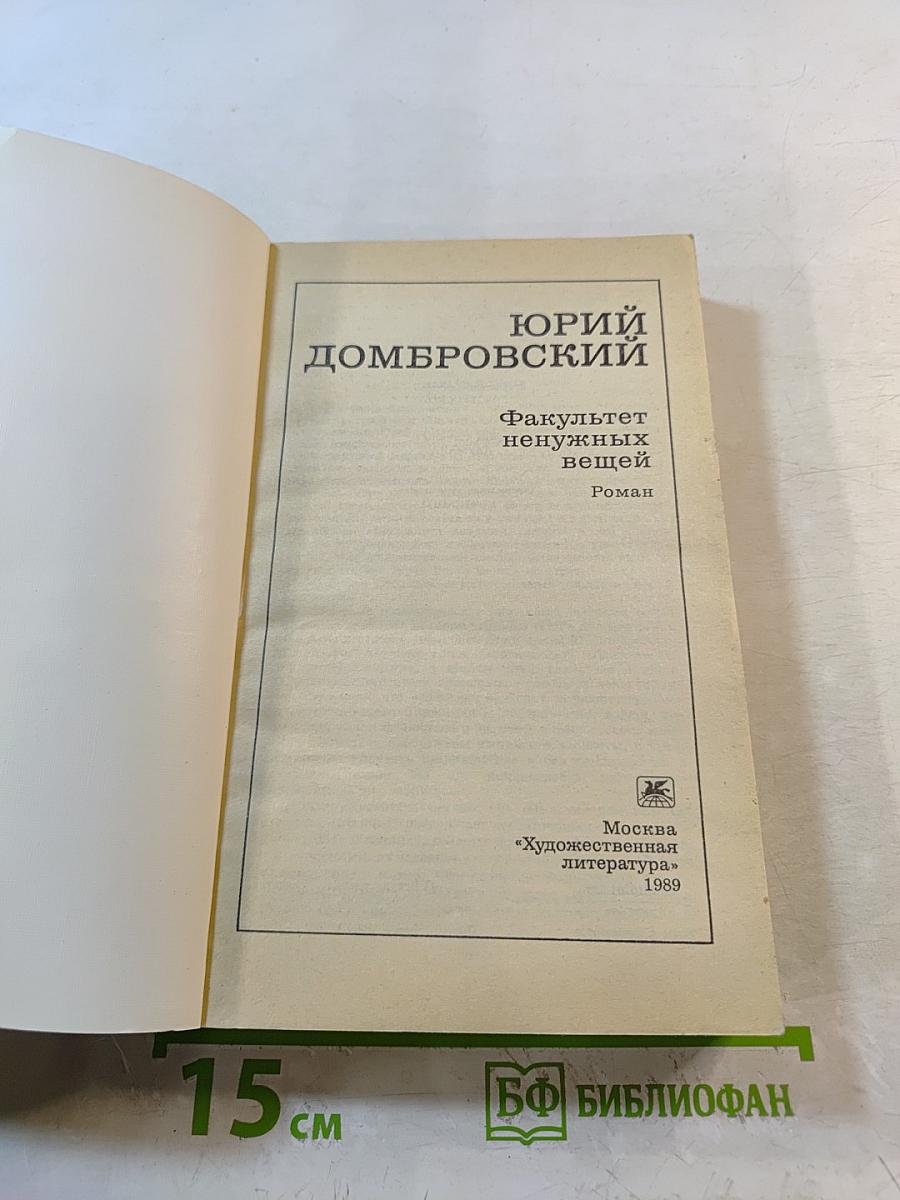 ЮРИЙ
ДОМБРОВСКИЙ
Факультет
ненужных
вещей
Роман
Москва
«Художественная
литература»
1989
15 см
БФ БИБЛИОФАН